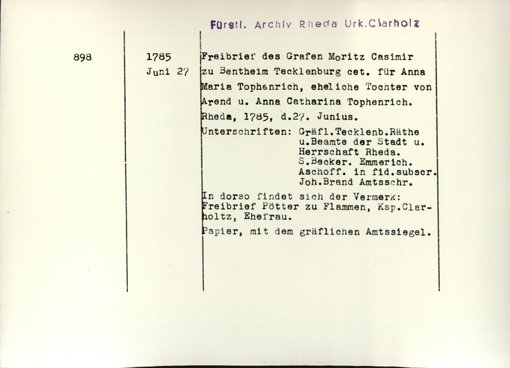 Fürstl. Archiv Rheda Urk.Clarholz
898
1785
Juni 27
Freibrief des Grafen Moritz Casimir
zu Bentheim Tecklenburg cet. für Anna
Maria Tophenrich, eheliche Tochter von
Arend u. Anna Catharina Tophenrich.
Rheda, 1785, d.27. Junius.
Unterschriften: Gräfl.Tecklenb.Räthe
u.Beamte der Stadt u.
Herrschaft Rheda.
S.Becker. Emmerich.
Aschoff. in fid.subscr.
Joh.Brand Amtsschr.
In dorso findet sich der Vermerk:
Freibrief Pötter zu Flammen, Ksp.Clar-
holtz, Ehefrau.
Papier, mit dem gräflichen Amtssiegel.